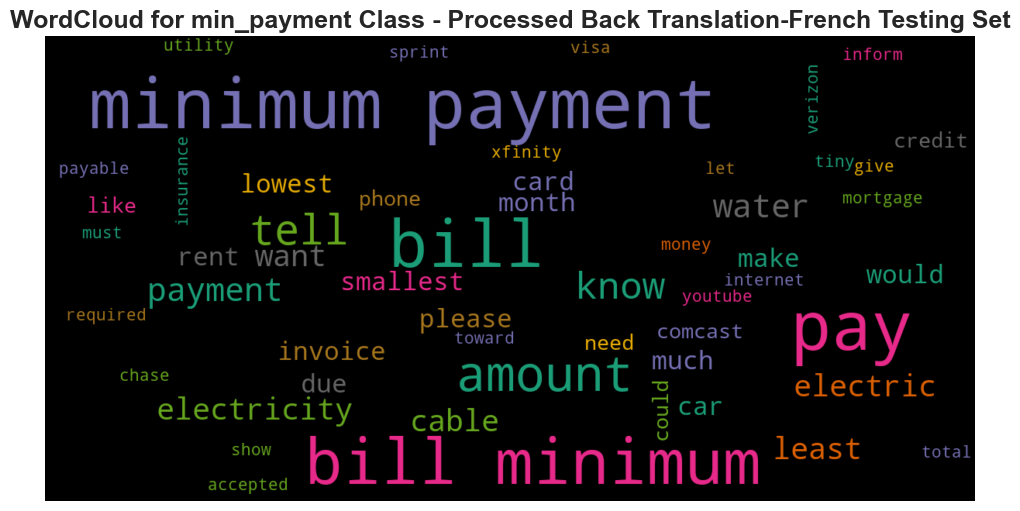 WordCloud for min_payment Class - Processed Back Translation-French Testing Set
utility
sprint
visa
inform
minimum payment
verizon
credit
insurance
xfinity
payable
tiny
give
let
lowest
card
phone
month
mortgage
like
water
must
tell
bill
money
rent
want
make
internet
would
smallest
know
payment
youtube
required
please
toward
need
comcast
pay
invoice
much
chase
due
amount
electric
electricity
cable
could
car
show
bill minimum
least
total
accepted